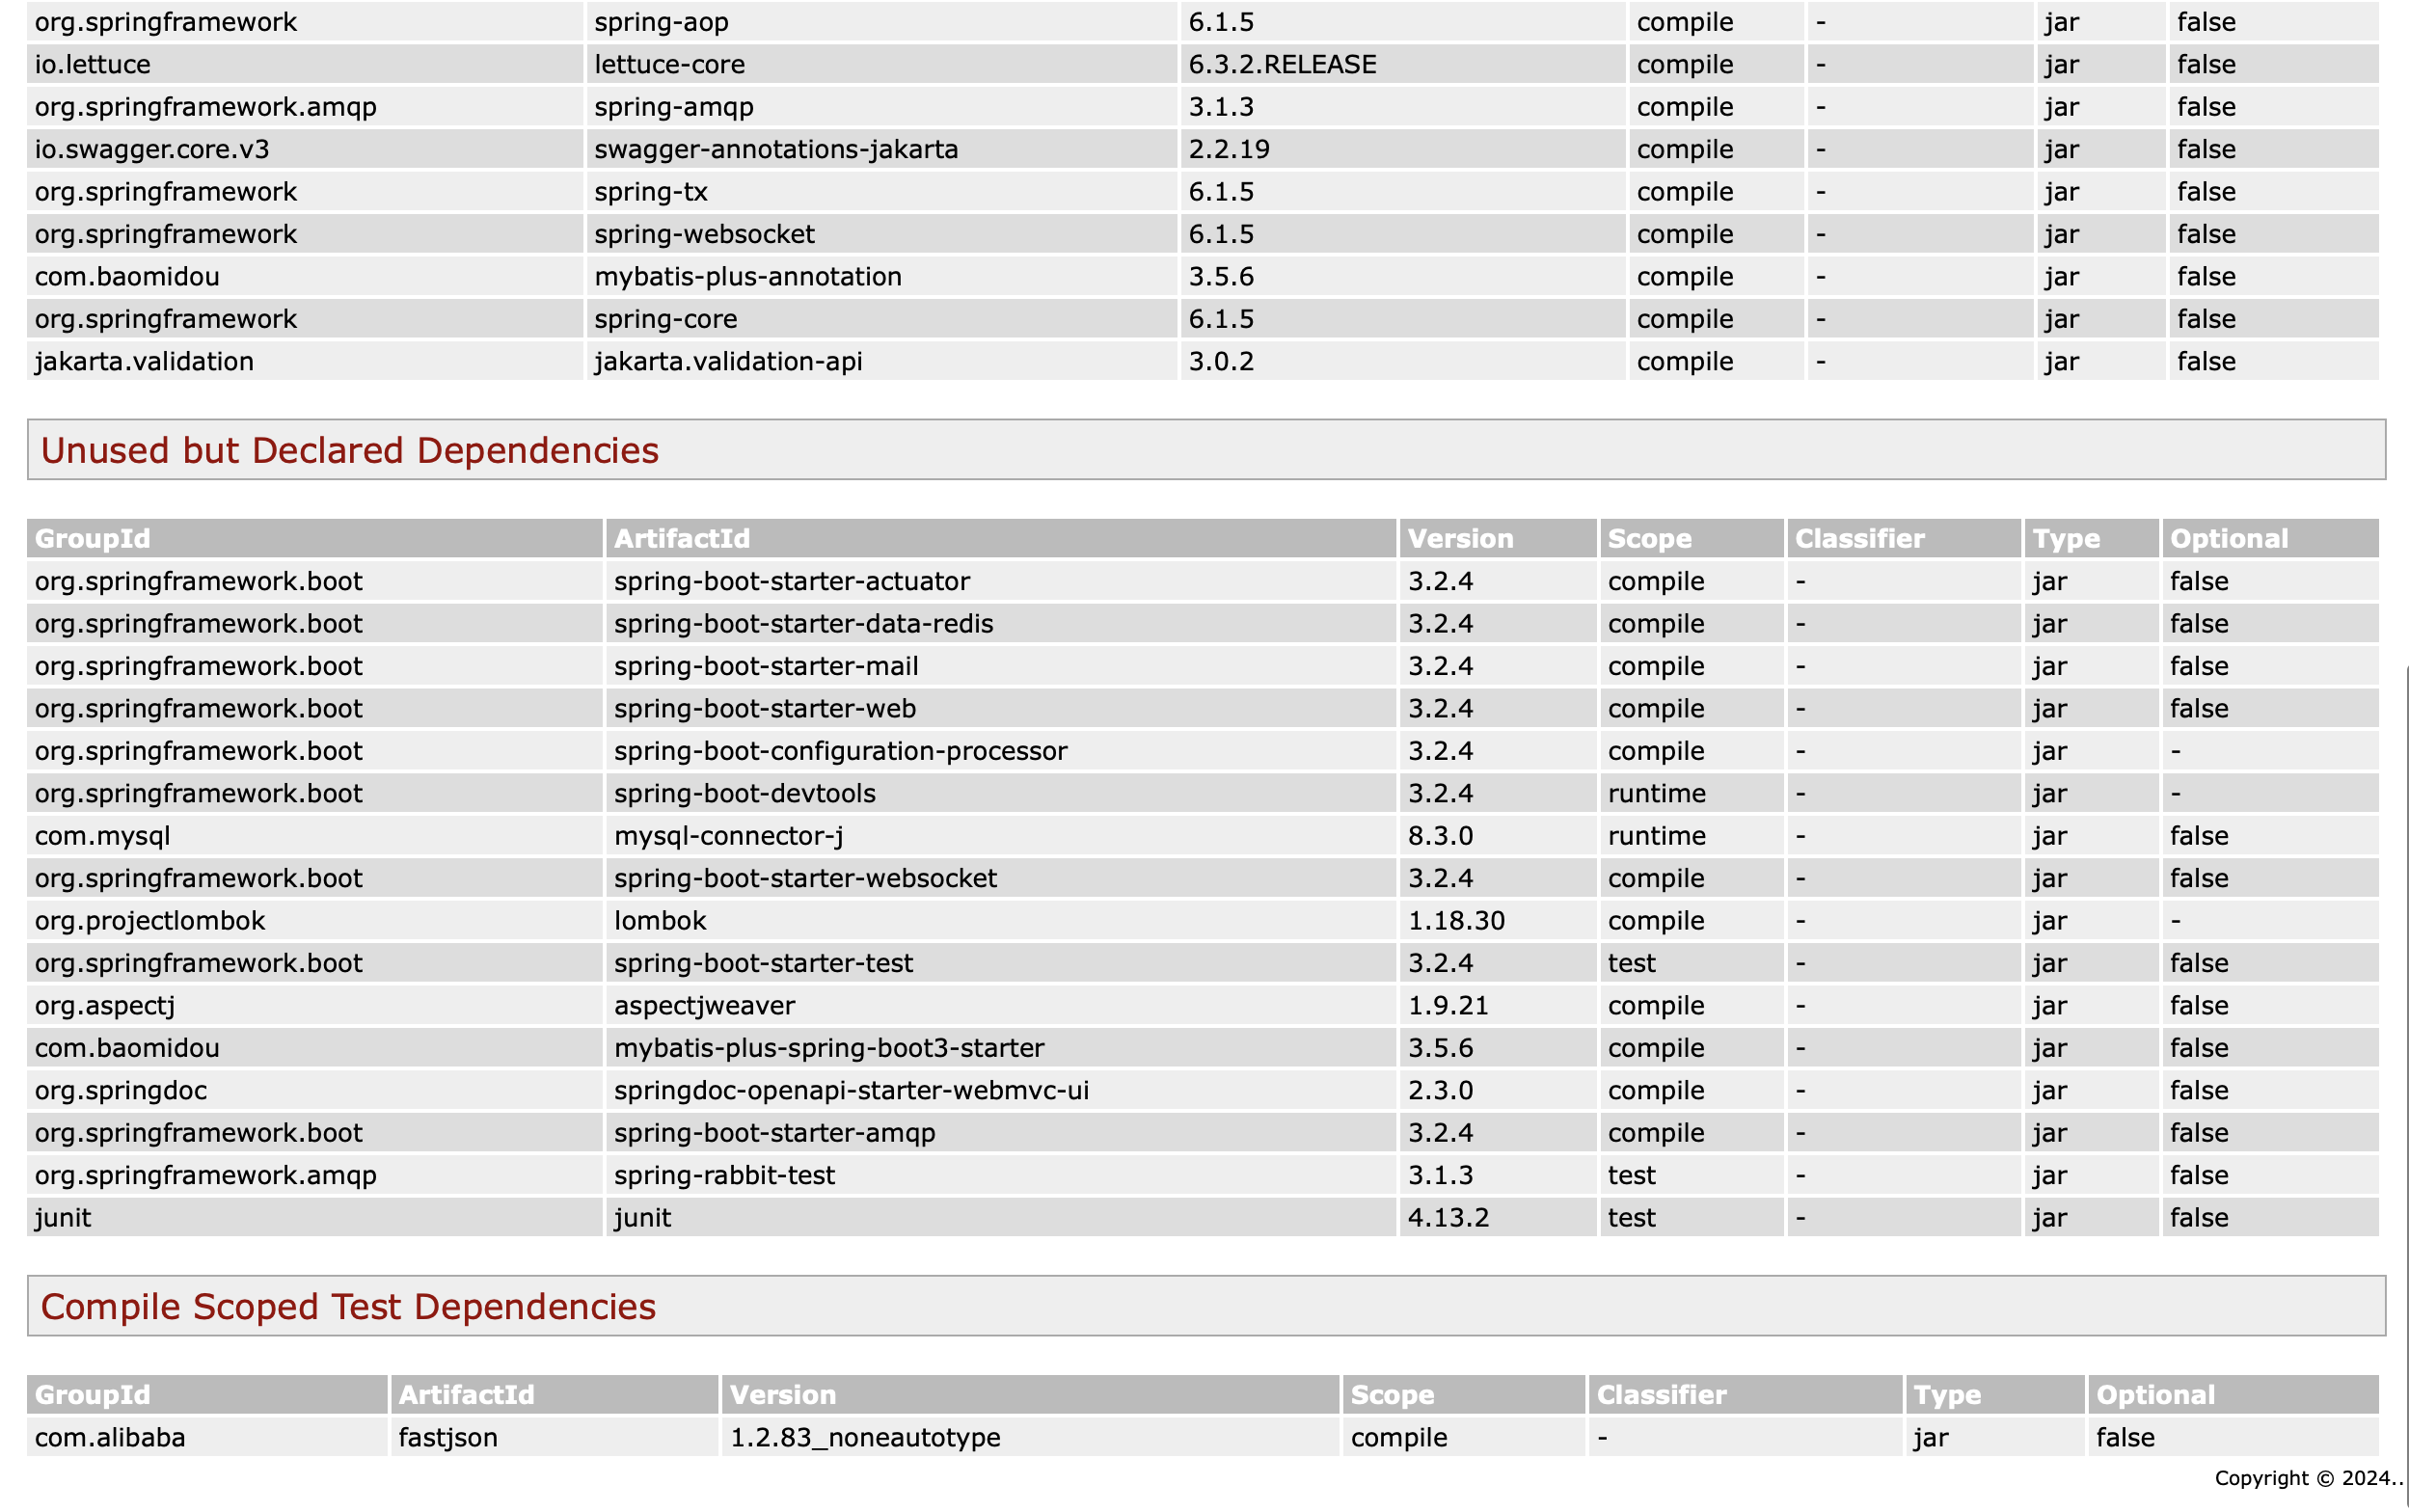 org.springframework spring-aop 6.1.5 compile - jar false
io.lettuce lettuce-core 6.3.2.RELEASE compile - jar false
org.springframework.amqp spring-amqp 3.1.3 compile - jar false
io.swagger.core.v3 swagger-annotations-jakarta 2.2.19 compile - jar false
org.springframework spring-tx 6.1.5 compile - jar false
org.springframework spring-websocket 6.1.5 compile - jar false
com.baomidou mybatis-plus-annotation 3.5.6 compile - jar false
org.springframework spring-core 6.1.5 compile - jar false
jakarta.validation jakarta.validation-api 3.0.2 compile - jar false
Unused but Declared Dependencies
GroupId ArtifactId Version Scope Classifier Type Optional
org.springframework.boot spring-boot-starter-actuator 3.2.4 compile - jar false
org.springframework.boot spring-boot-starter-data-redis 3.2.4 compile - jar false
org.springframework.boot spring-boot-starter-mail 3.2.4 compile - jar false
org.springframework.boot spring-boot-starter-web 3.2.4 compile - jar false
org.springframework.boot spring-boot-configuration-processor 3.2.4 compile - jar -
org.springframework.boot spring-boot-devtools 3.2.4 runtime - jar -
com.mysql mysql-connector-j 8.3.0 runtime - jar false
org.springframework.boot spring-boot-starter-websocket 3.2.4 compile - jar false
org.projectlombok lombok 1.18.30 compile - jar -
org.springframework.boot spring-boot-starter-test 3.2.4 test - jar false
org.aspectj aspectjweaver 1.9.21 compile - jar false
com.baomidou mybatis-plus-spring-boot3-starter 3.5.6 compile - jar false
org.springdoc springdoc-openapi-starter-webmvc-ui 2.3.0 compile - jar false
org.springframework.boot spring-boot-starter-amqp 3.2.4 compile - jar false
org.springframework.amqp spring-rabbit-test 3.1.3 test - jar false
junit junit 4.13.2 test - jar false
Compile Scoped Test Dependencies
GroupId ArtifactId Version Scope Classifier Type Optional
com.alibaba fastjson 1.2.83_noneautotype compile - jar false
Copyright © 2024..